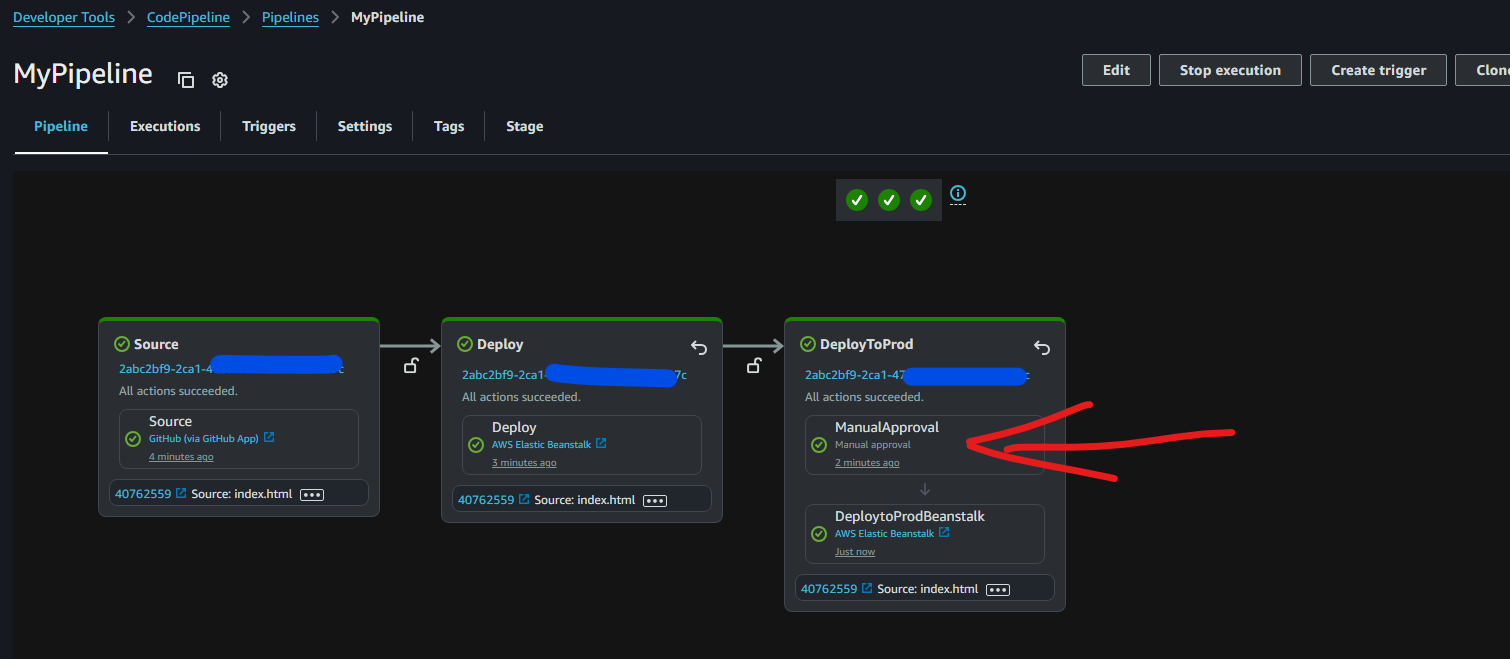 Developer Tools > CodePipeline > Pipelines > MyPipeline
MyPipeline
Edit
Stop execution
Create trigger
Pipeline
Executions
Triggers
Settings
Tags
Stage
Source
2abc2bf9-2ca1-4
All actions succeeded.
Source
GitHub (via GitHub App)
4 minutes ago
40762559 Source: index.html
Deploy
2abc2bf9-2ca1- 7c
All actions succeeded.
Deploy
AWS Elastic Beanstalk
3 minutes ago
40762559 Source: index.html
DeployToProd
2abc2bf9-2ca1-47
All actions succeeded.
ManualApproval
Manual approval
2 minutes ago
DeploytoProdBeanstalk
AWS Elastic Beanstalk
Just now
40762559 Source: index.html